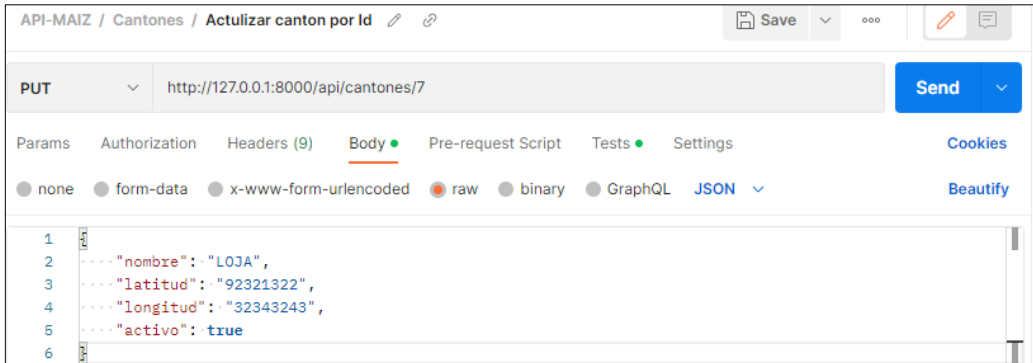 API-MAIZ / Cantones / Actulizar canton por Id Save
PUT http://127.0.0.1:8000/api/cantones/7 Send
Params Authorization Headers (9) Body Pre-request Script Tests Settings Cookies
none form-data x-www-form-urlencoded raw binary GraphQL JSON Beautify
1 {
2 "nombre": "LOJA",
3 "latitud": "92321322",
4 "longitud": "32343243",
5 "activo": true
6 }